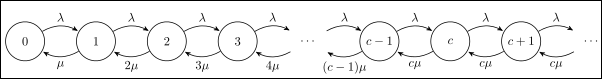 λ λ λ λ λ λ λ λ
0 1 2 3 ⋯ c − 1 c c + 1 ⋯
μ 2μ 3μ 4μ (c − 1)μ cμ cμ cμ